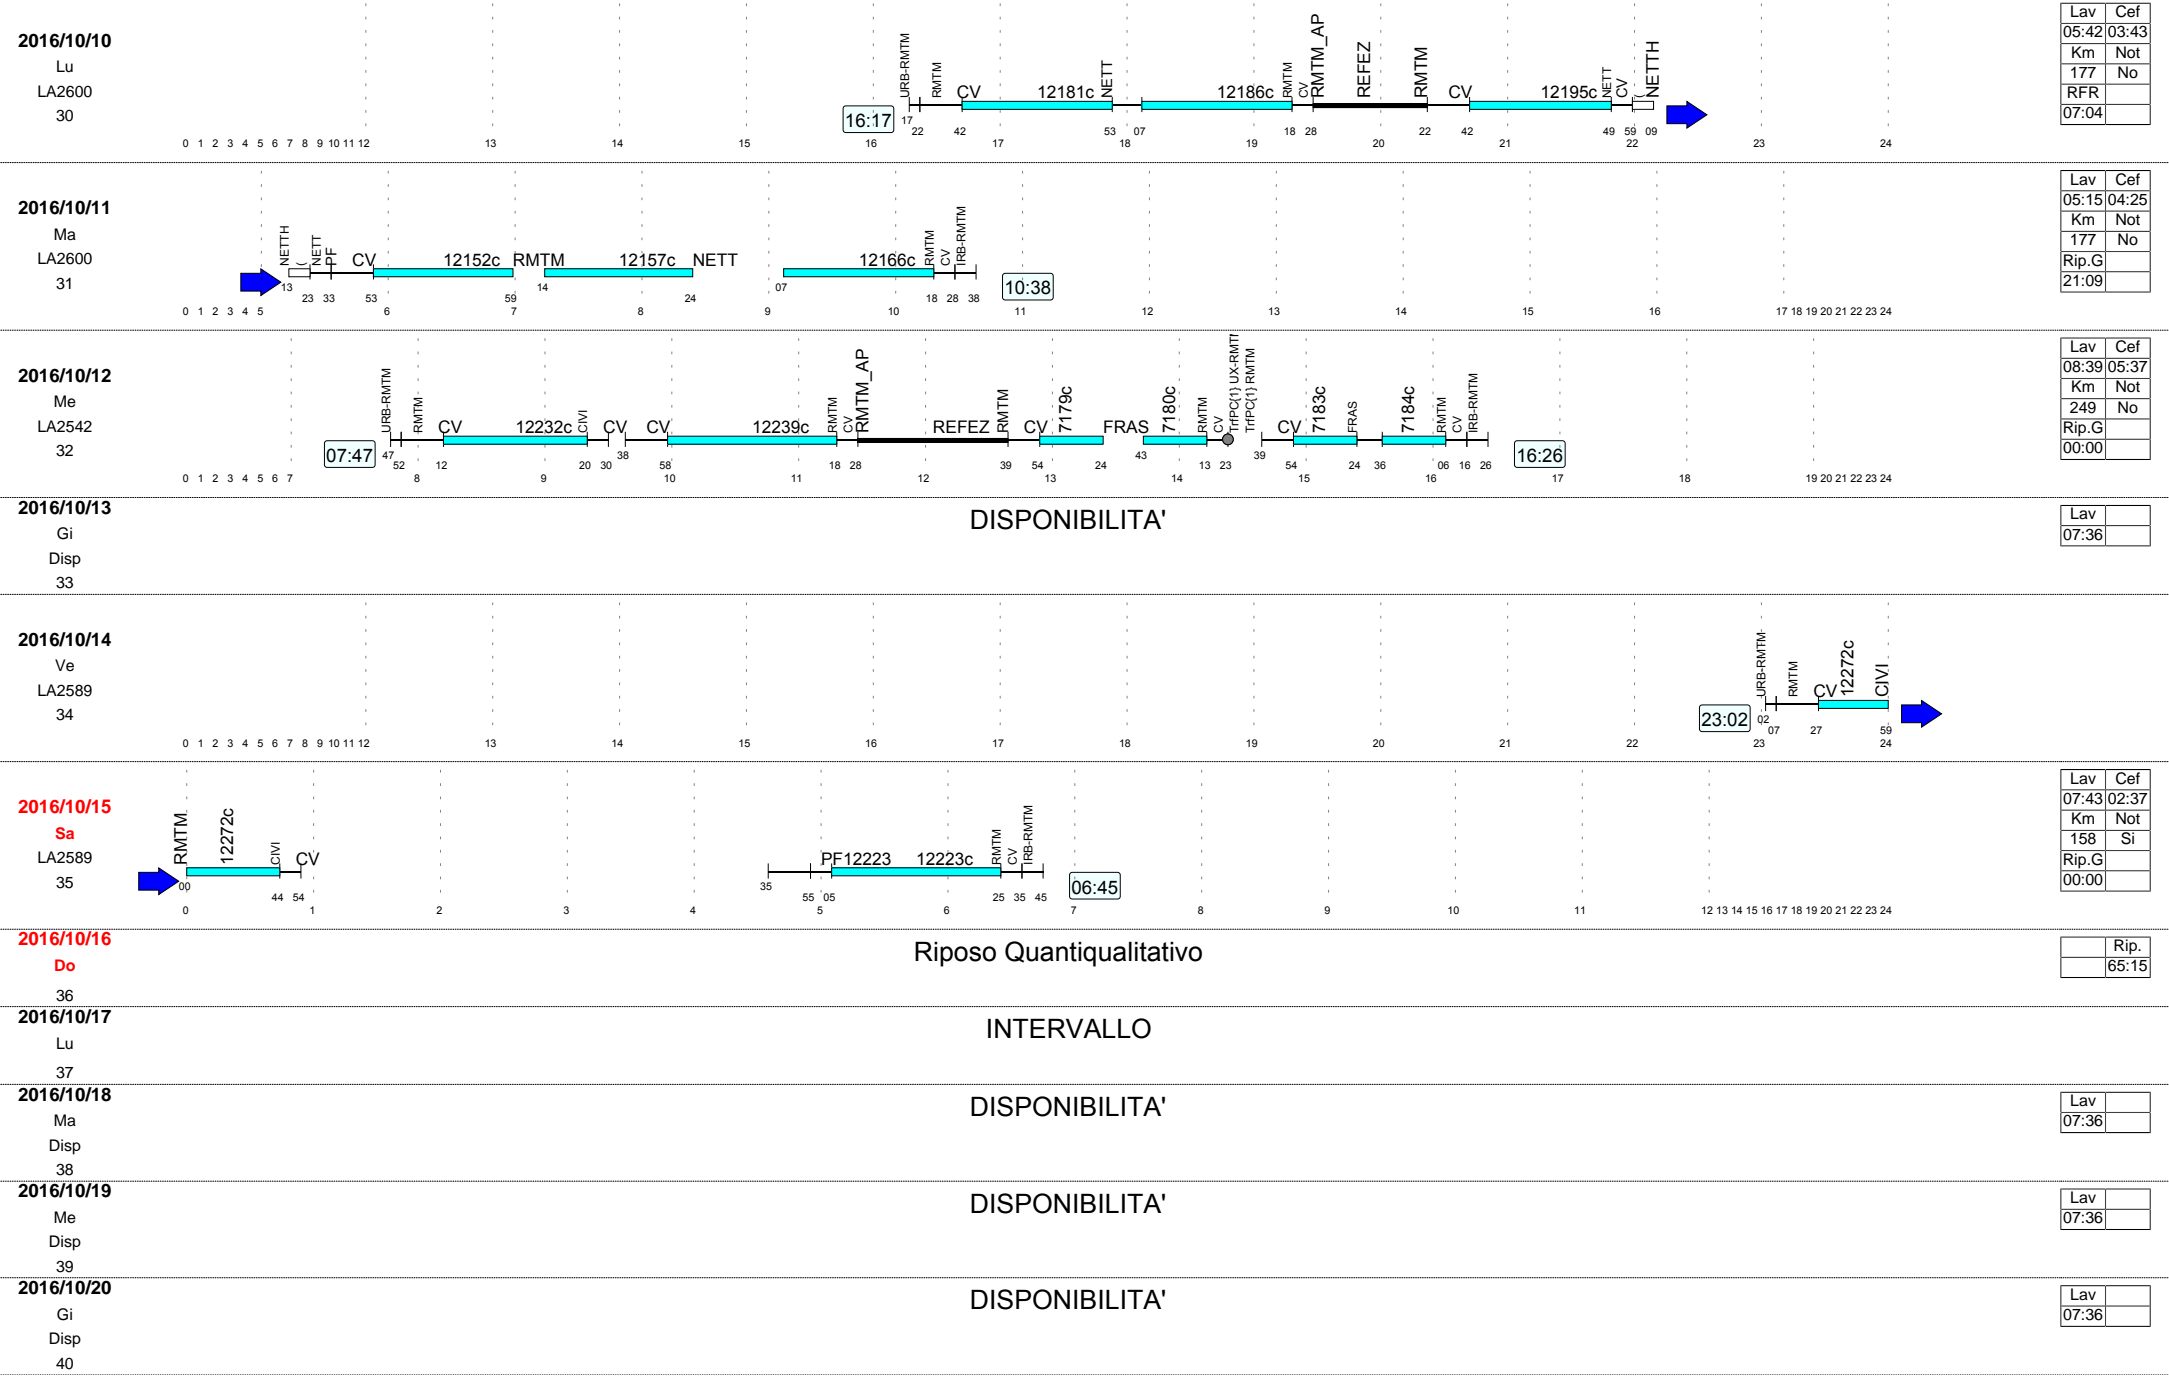 2016/10/10
Lu
LA2600
30
16:17
URB-RMTM RMTM CV 12181c NETT 12186c RMTM CV RMTM_AP REFEZ RMTM CV 12195c NETT CV ( NETTH
17 22 42 53 07 18 28 22 42 49 59 09
0 1 2 3 4 5 6 7 8 9 10 11 12 13 14 15 16 17 18 19 20 21 22 23 24
Lav Cef
05:42 03:43
Km Not
177 No
RFR
07:04
2016/10/11
Ma
LA2600
31
NETTH ( NETT PF CV 12152c RMTM 12157c NETT 12166c RMTM CV IRB-RMTM
13 23 33 53 59 14 24 07 18 28 38
10:38
0 1 2 3 4 5 6 7 8 9 10 11 12 13 14 15 16 17 18 19 20 21 22 23 24
Lav Cef
05:15 04:25
Km Not
177 No
Rip.G
21:09
2016/10/12
Me
LA2542
32
07:47
URB-RMTM RMTM CV 12232c CIVI CV CV 12239c RMTM CV RMTM_AP REFEZ RMTM CV 7179c FRAS 7180c RMTM CV TrfPC{1} UX-RMT TrfPC{1} RMTM CV 7183c FRAS 7184c RMTM CV IRB-RMTM
47 52 12 20 30 38 58 18 28 39 54 24 43 13 23 39 54 24 36 06 16 26
16:26
0 1 2 3 4 5 6 7 8 9 10 11 12 13 14 15 16 17 18 19 20 21 22 23 24
Lav Cef
08:39 05:37
Km Not
249 No
Rip.G
00:00
2016/10/13
Gi
Disp
33
DISPONIBILITA'
Lav
07:36
2016/10/14
Ve
LA2589
34
23:02
URB-RMTM RMTM CV 12272c CIVI
02 07 27 59
0 1 2 3 4 5 6 7 8 9 10 11 12 13 14 15 16 17 18 19 20 21 22 23 24
2016/10/15
Sa
LA2589
35
RMTM 12272c CIVI CV PF12223 12223c RMTM CV IRB-RMTM
00 44 54 35 55 05 25 35 45
06:45
0 1 2 3 4 5 6 7 8 9 10 11 12 13 14 15 16 17 18 19 20 21 22 23 24
Lav Cef
07:43 02:37
Km Not
158 Si
Rip.G
00:00
2016/10/16
Do
36
Riposo Quantiqualitativo
Rip.
65:15
2016/10/17
Lu
37
INTERVALLO
2016/10/18
Ma
Disp
38
DISPONIBILITA'
Lav
07:36
2016/10/19
Me
Disp
39
DISPONIBILITA'
Lav
07:36
2016/10/20
Gi
Disp
40
DISPONIBILITA'
Lav
07:36